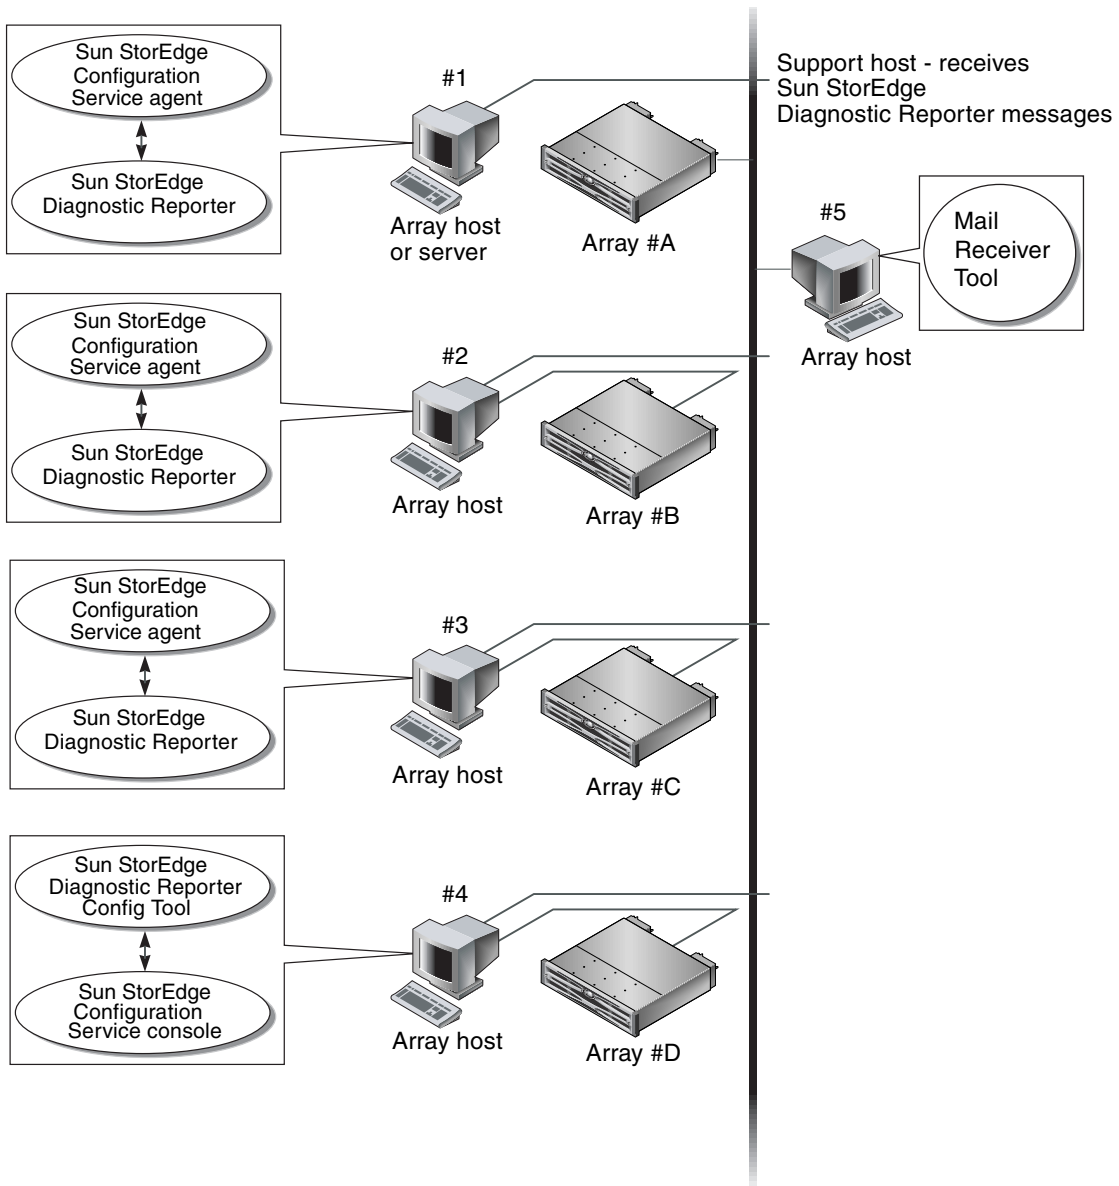 Sun StorEdge
Configuration
Service agent
Sun StorEdge
Diagnostic Reporter
#1
Array host
or server
Array #A
Support host - receives
Sun StorEdge
Diagnostic Reporter messages
#5
Mail
Receiver
Tool
Array host
Sun StorEdge
Configuration
Service agent
Sun StorEdge
Diagnostic Reporter
#2
Array host
Array #B
Sun StorEdge
Configuration
Service agent
Sun StorEdge
Diagnostic Reporter
#3
Array host
Array #C
Sun StorEdge
Diagnostic Reporter
Config Tool
Sun StorEdge
Configuration
Service console
#4
Array host
Array #D